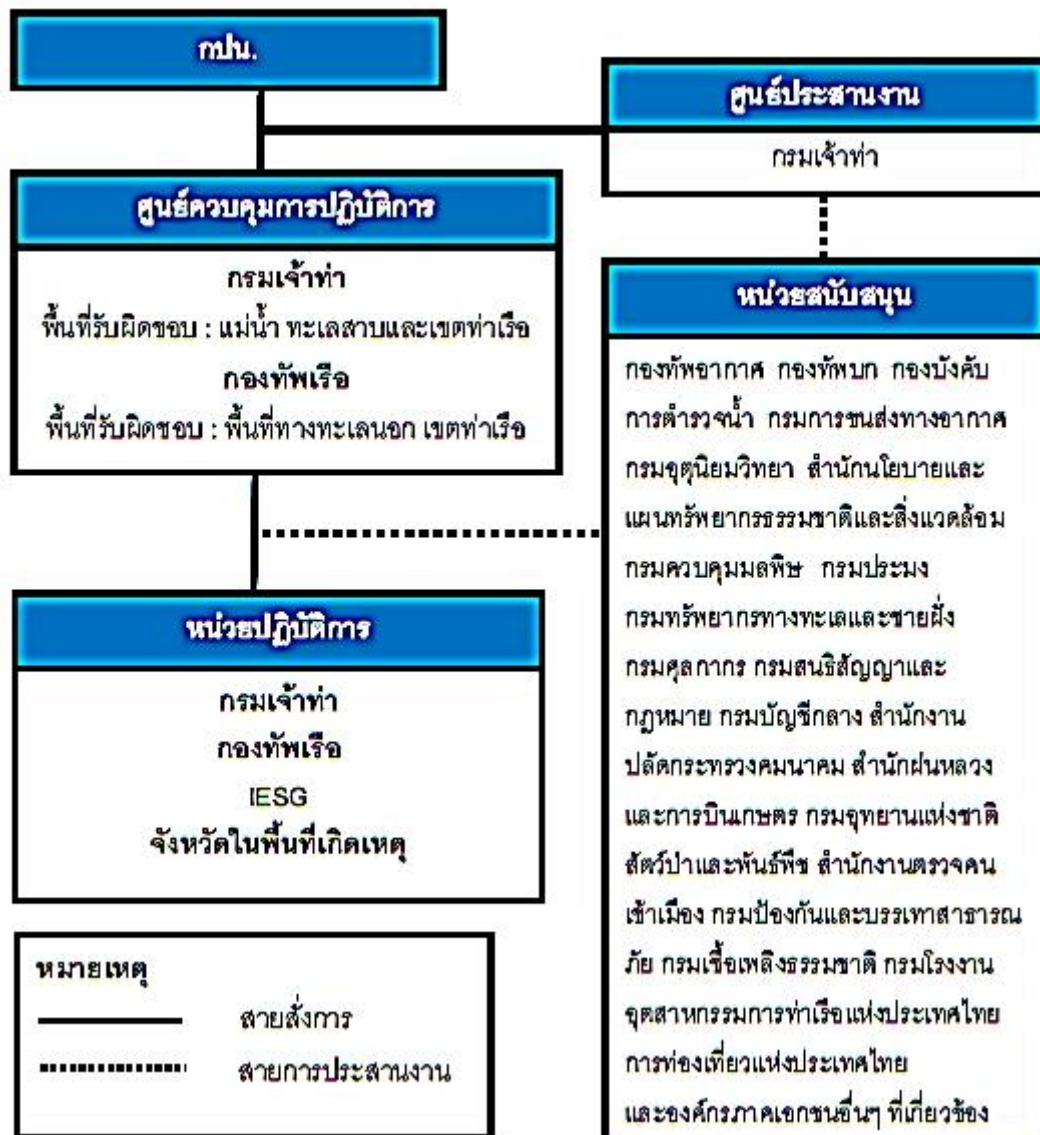 กปน.
ศูนย์ประสานงาน
กรมเจ้าท่า
ศูนย์ควบคุมการปฏิบัติการ
กรมเจ้าท่า
พื้นที่รับผิดชอบ : แม่น้ำ ทะเลสาบและเขตท่าเรือ
กองทัพเรือ
พื้นที่รับผิดชอบ : พื้นที่ทางทะเลนอก เขตท่าเรือ
หน่วยสนับสนุน
กองทัพอากาศ กองทัพบก กองบังคับ
การตำรวจน้ำ กรมการขนส่งทางอากาศ
กรมอุตุนิยมวิทยา สำนักนโยบายและ
แผนทรัพยากรธรรมชาติและสิ่งแวดล้อม
กรมควบคุมมลพิษ กรมประมง
กรมทรัพยากรทางทะเลและชายฝั่ง
กรมศุลกากร กรมสนธิสัญญาและ
กฎหมาย กรมบัญชีกลาง สำนักงาน
ปลัดกระทรวงคมนาคม สำนักฝนหลวง
และการบินเกษตร กรมอุทยานแห่งชาติ
สัตว์ป่าและพันธ์พืช สำนักงานตรวจคน
เข้าเมือง กรมป้องกันและบรรเทาสาธารณ
ภัย กรมเชื้อเพลิงธรรมชาติ กรมโรงงาน
อุตสาหกรรมการท่าเรือแห่งประเทศไทย
การท่องเที่ยวแห่งประเทศไทย
และองค์กรภาคเอกชนอื่นๆ ที่เกี่ยวข้อง
หน่วยปฏิบัติการ
กรมเจ้าท่า
กองทัพเรือ
IESG
จังหวัดในพื้นที่เกิดเหตุ
หมายเหตุ
สายสั่งการ
สายการประสานงาน